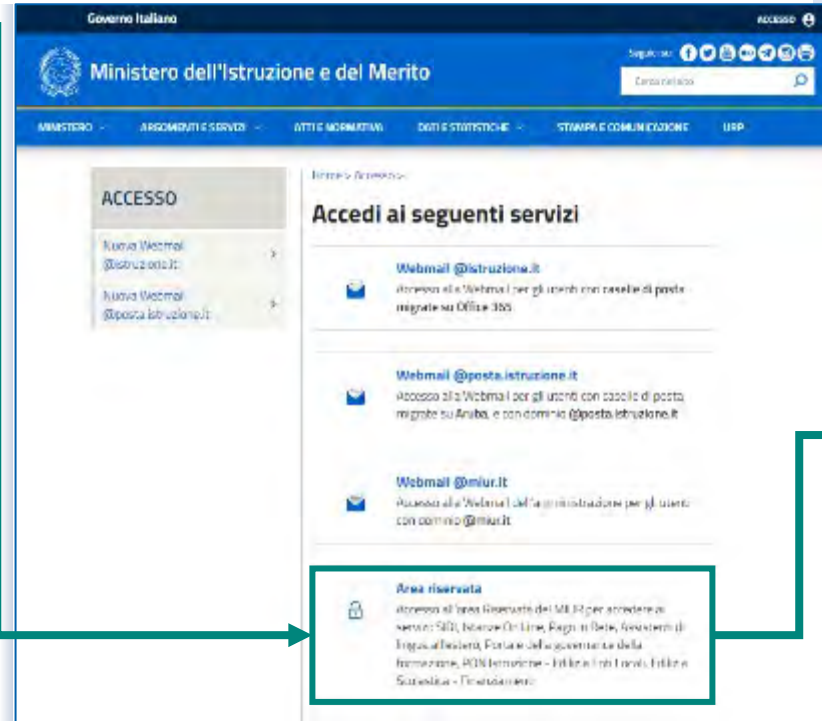 Governo Italiano
ACCESSO
Ministero dell'Istruzione e del Merito
Seguici su:
Cerca nel sito
MINISTERO
ARGOMENTI E SERVIZI
ATTI E NORMATIVA
DATI E STATISTICHE
STAMPA E COMUNICAZIONE
URP
Home > Accesso >
ACCESSO
Nuova Webmail
@istruzione.it
Nuova Webmail
@posta.istruzione.it
Accedi ai seguenti servizi
Webmail @istruzione.it
Accesso alla Webmail per gli utenti con caselle di posta
migrate su Office 365
Webmail @posta.istruzione.it
Accesso alla Webmail per gli utenti con caselle di posta
migrate su Aruba, e con dominio @posta.istruzione.it
Webmail @miur.it
Accesso alla Webmail dell'amministrazione per gli utenti
con dominio @miur.it
Area riservata
Accesso all'area Riservata del MIUR per accedere ai
servizi: SIDI, Istanze On Line, Pago In Rete, Assistenti di
lingua all'estero, Portale della governance della
formazione, PON Istruzione - Edilizia Enti Locali, Edilizia
Scolastica - Finanziamenti